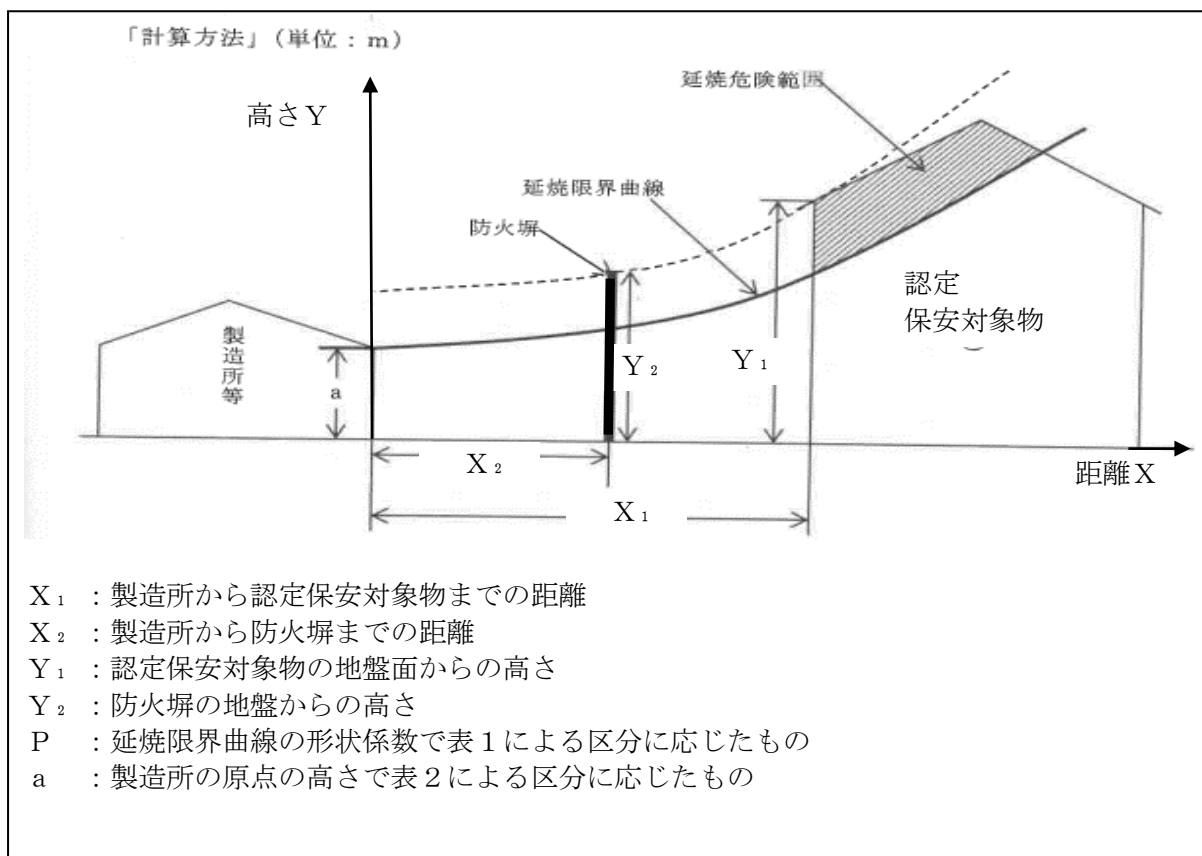 「計算方法」(単位:m)
延焼危険範囲
高さY
延焼限界曲線
防火塀
認定
保安対象物
製造所等
a
Y₂
Y₁
X₂
距離X
X₁
X₁ :製造所から認定保安対象物までの距離
X₂ :製造所から防火塀までの距離
Y₁ :認定保安対象物の地盤面からの高さ
Y₂ :防火塀の地盤からの高さ
P :延焼限界曲線の形状係数で表1による区分に応じたもの
a :製造所の原点の高さで表2による区分に応じたもの